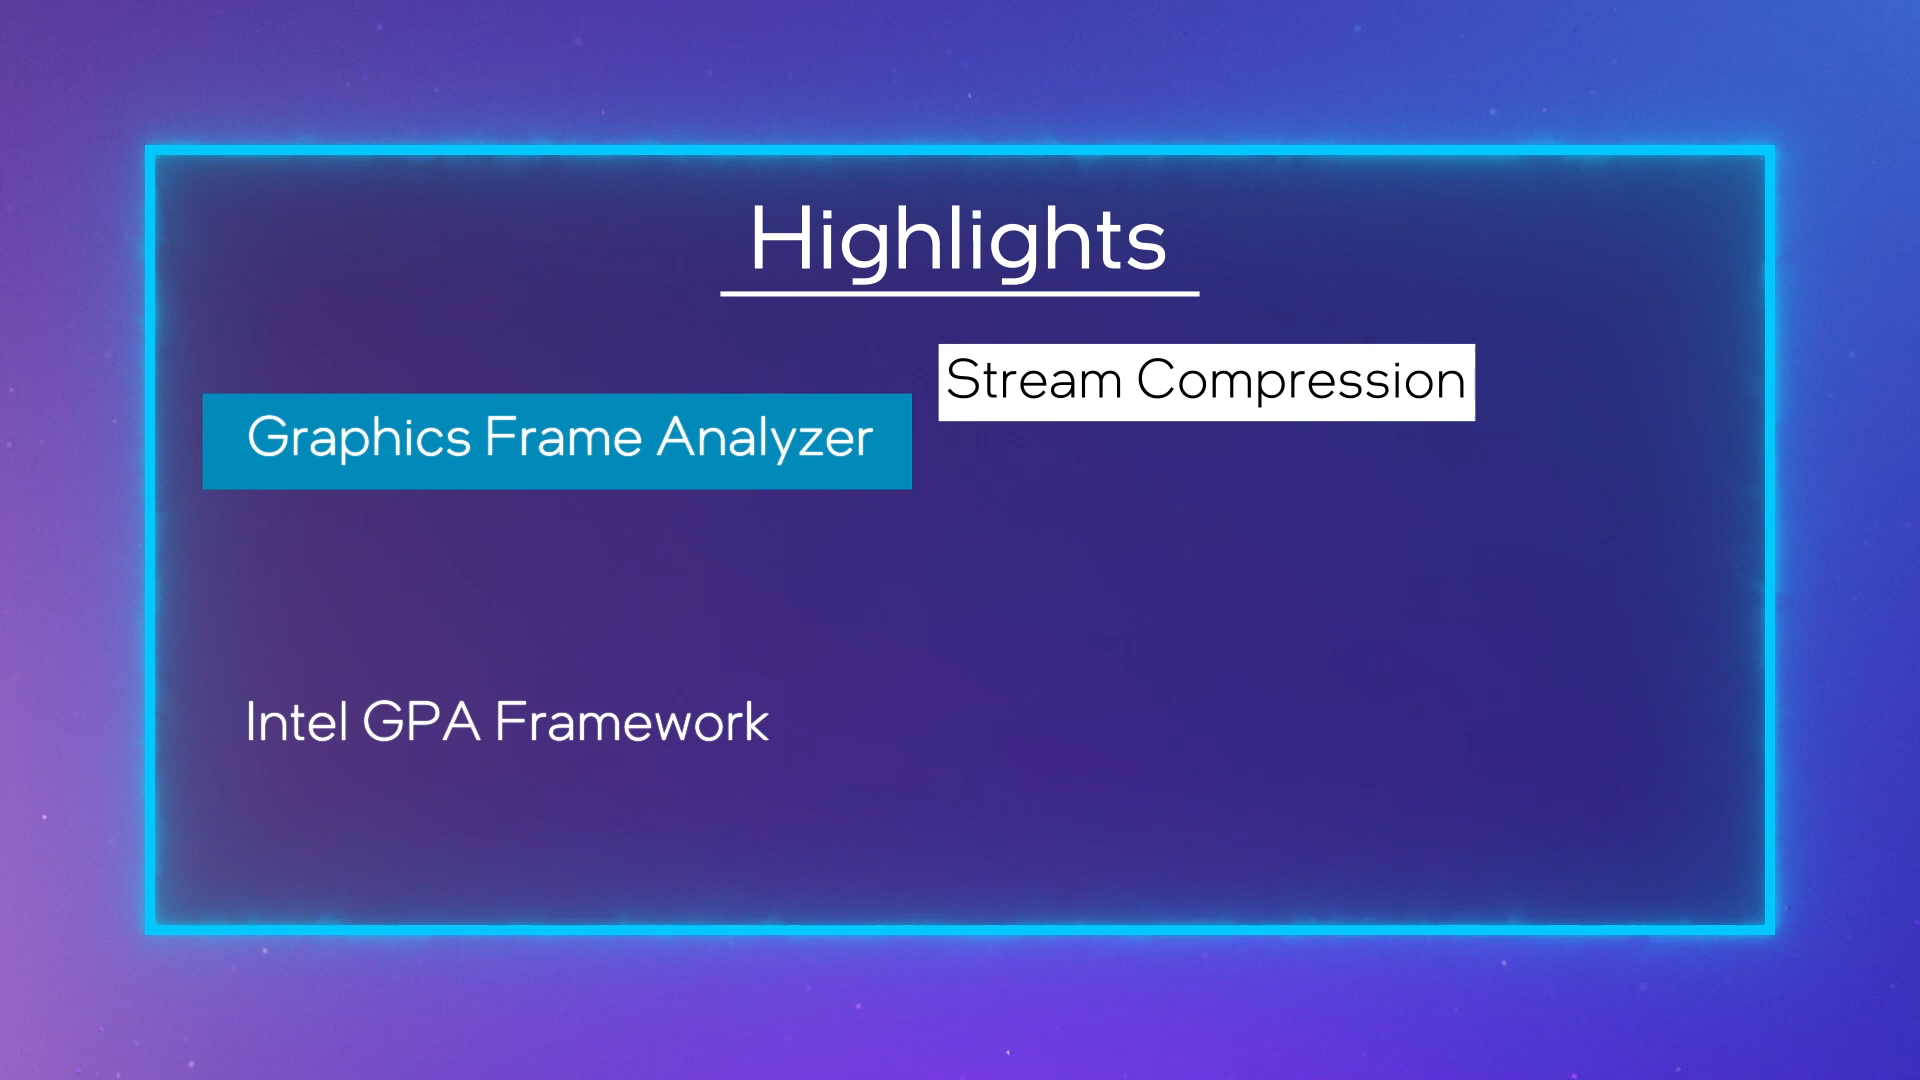 Highlights
Stream Compression
Graphics Frame Analyzer
Intel GPA Framework